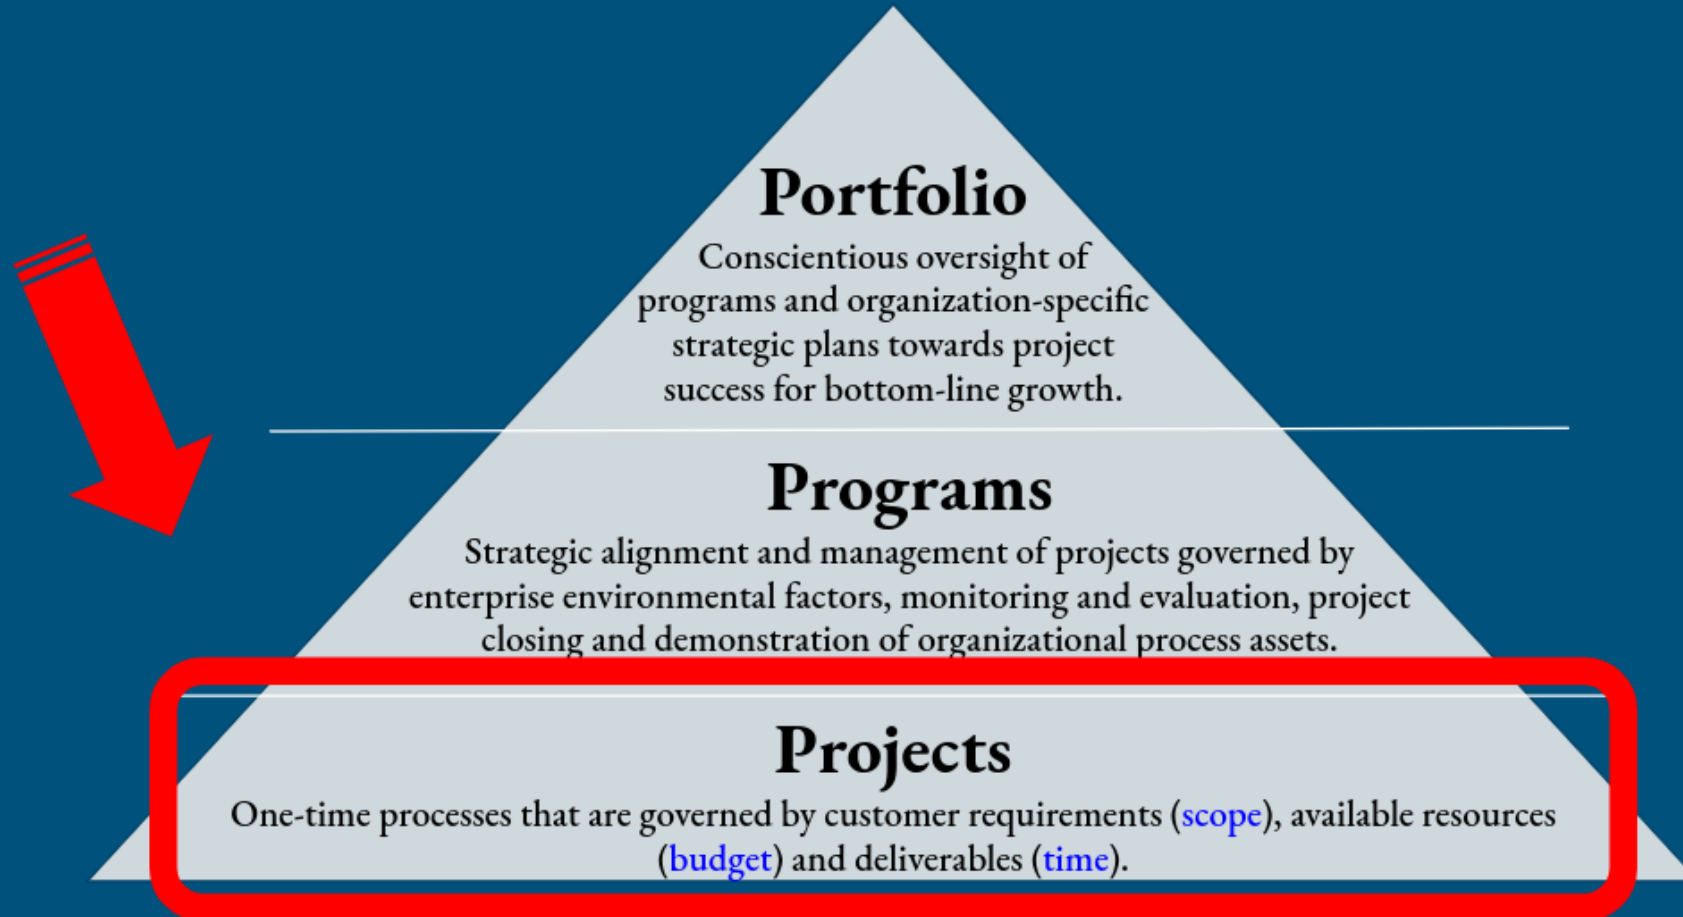 Portfolio
Conscientious oversight of
programs and organization-specific
strategic plans towards project
success for bottom-line growth.
Programs
Strategic alignment and management of projects governed by
enterprise environmental factors, monitoring and evaluation, project
closing and demonstration of organizational process assets.
Projects
One-time processes that are governed by customer requirements (scope), available resources
(budget) and deliverables (time).